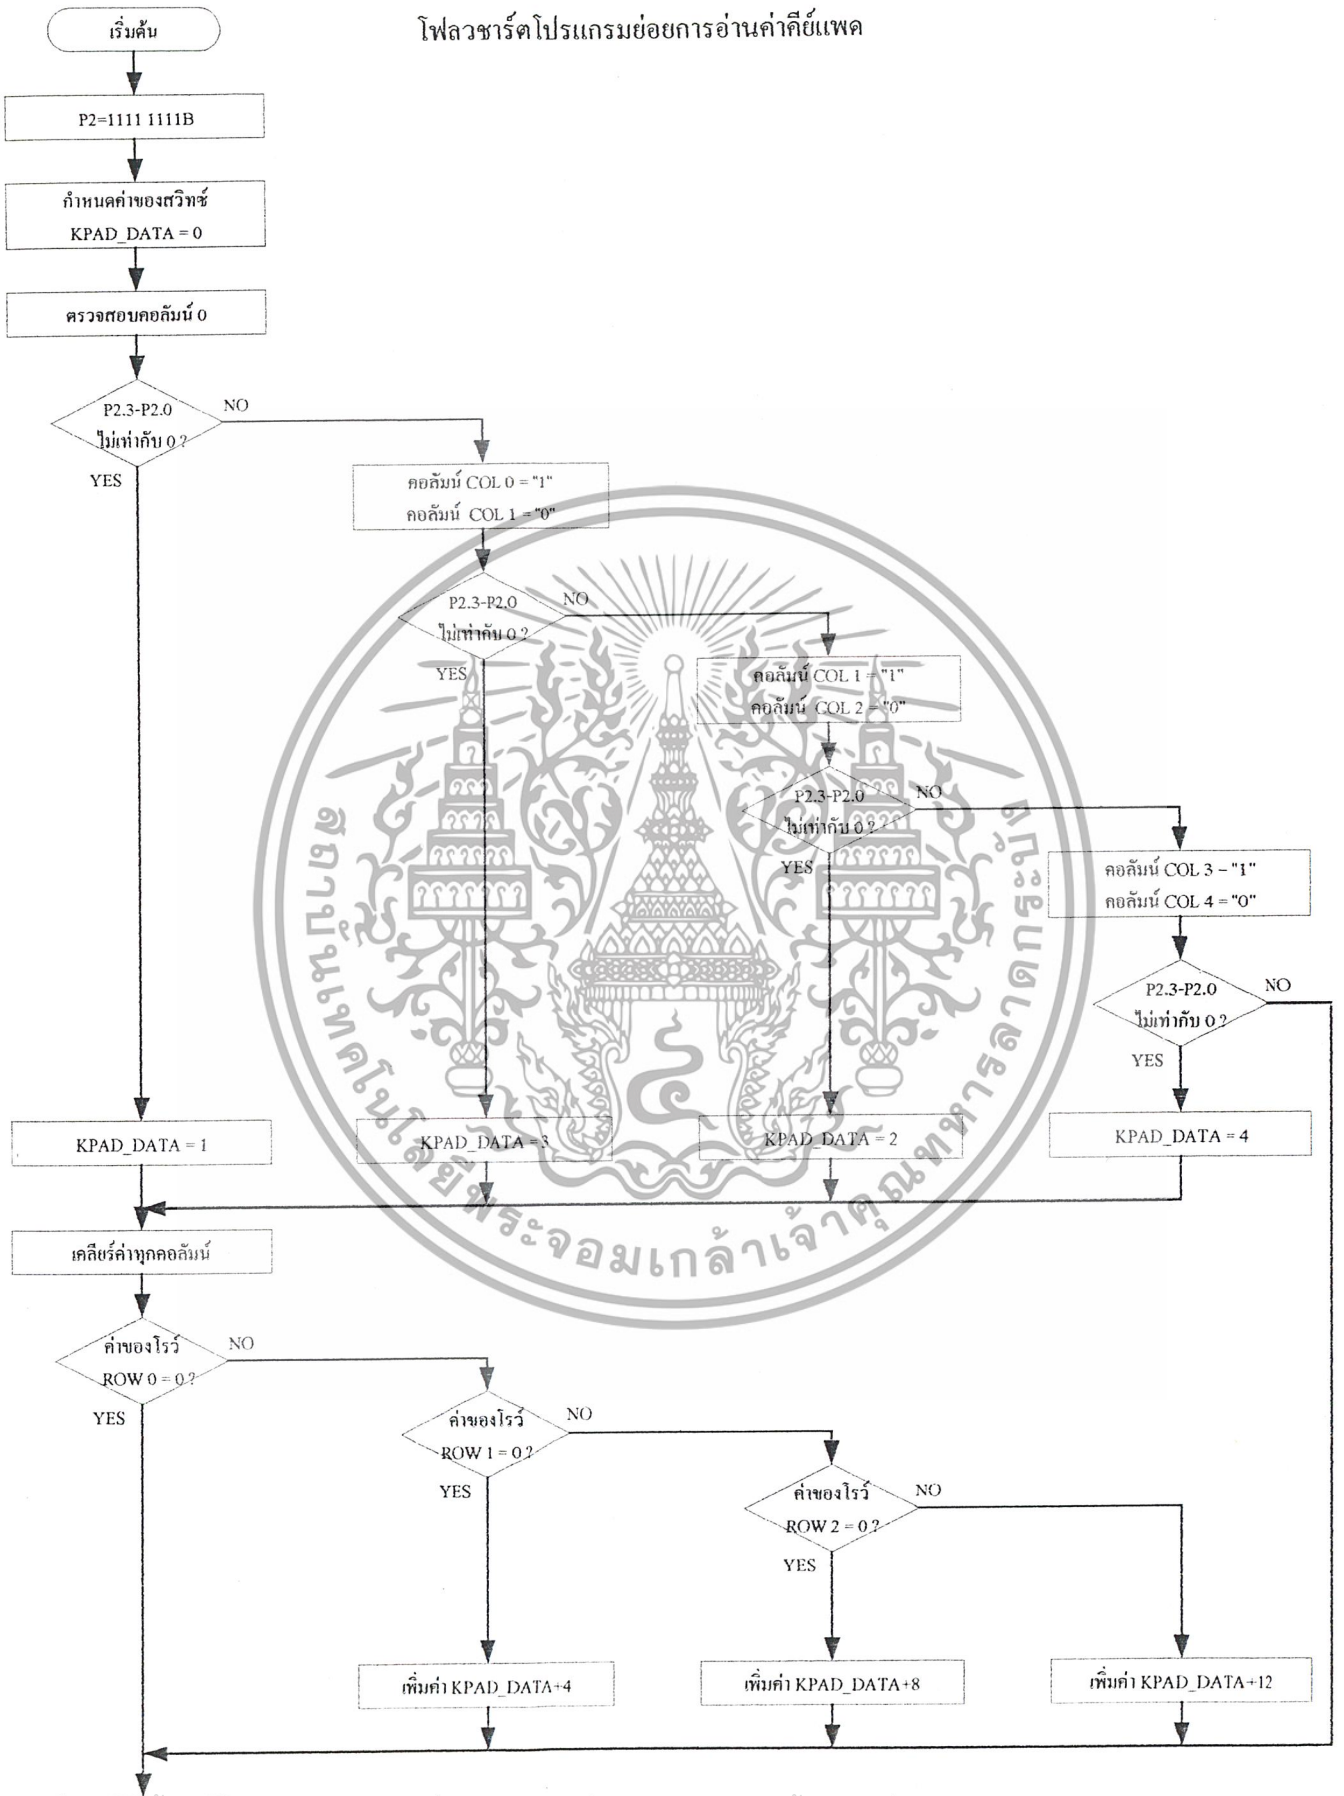 โฟลวชาร์ตโปรแกรมย่อยการอ่านค่าคีย์แพด
เริ่มต้น
P2=1111 1111B
กำหนดค่าของสวิทซ์
KPAD_DATA = 0
ตรวจสอบคอลัมน์ 0
P2.3-P2.0
ไม่เท่ากับ 0 ?
NO
YES
คอลัมน์ COL 0 = "1"
คอลัมน์ COL 1 = "0"
P2.3-P2.0
ไม่เท่ากับ 0 ?
NO
YES
คอลัมน์ COL 1 = "1"
คอลัมน์ COL 2 = "0"
P2.3-P2.0
ไม่เท่ากับ 0 ?
NO
YES
คอลัมน์ COL 3 – "1"
คอลัมน์ COL 4 = "0"
P2.3-P2.0
ไม่เท่ากับ 0 ?
NO
YES
KPAD_DATA = 1
KPAD_DATA = 3
KPAD_DATA = 2
KPAD_DATA = 4
เคลียร์ค่าทุกคอลัมน์
ค่าของโรว์
ROW 0 = 0 ?
NO
YES
ค่าของโรว์
ROW 1 = 0 ?
NO
YES
ค่าของโรว์
ROW 2 = 0 ?
NO
YES
เพิ่มค่า KPAD_DATA+4
เพิ่มค่า KPAD_DATA+8
เพิ่มค่า KPAD_DATA+12
สถาบันเทคโนโลยีพระจอมเกล้าเจ้าคุณทหารลาดกระบัง